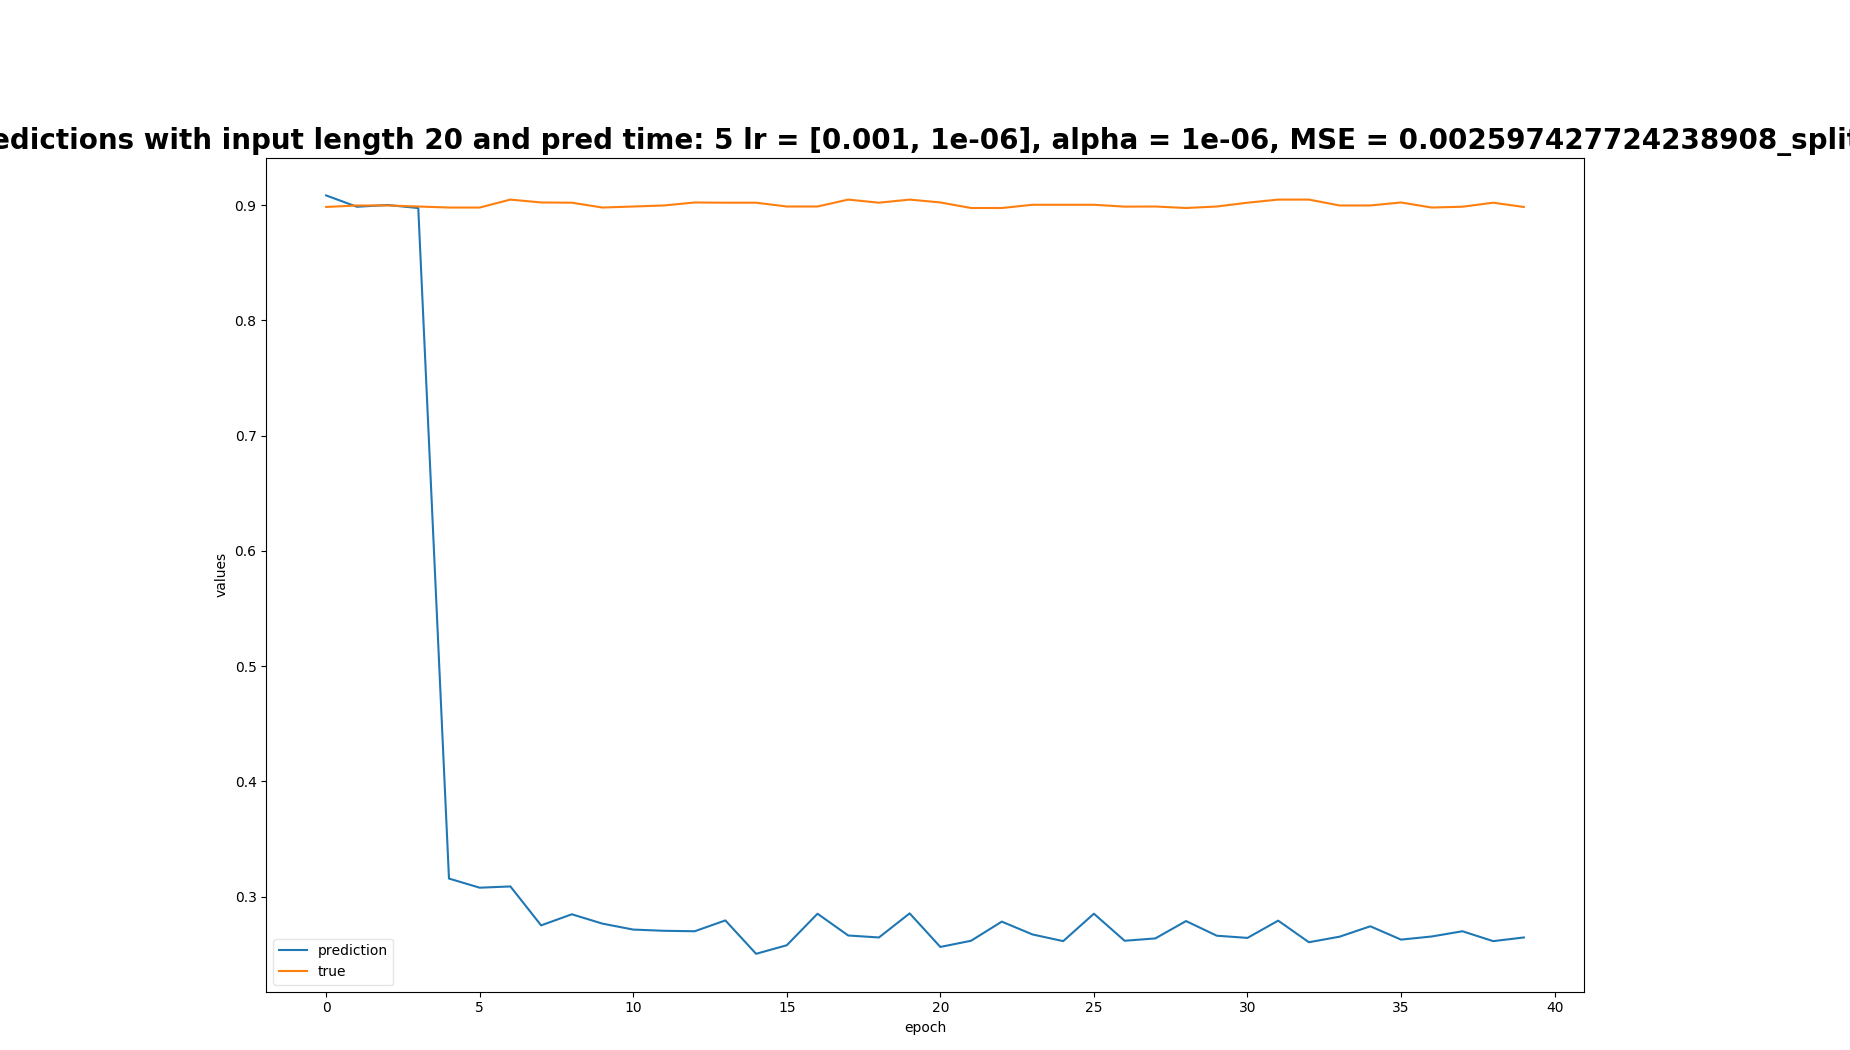 edictions with input length 20 and pred time: 5 lr = [0.001, 1e-06], alpha = 1e-06, MSE = 0.002597427724238908_split
0.9
0.8
0.7
0.6
0.5
0.4
0.3
values
prediction
true
0 5 10 15 20 25 30 35 40
epoch